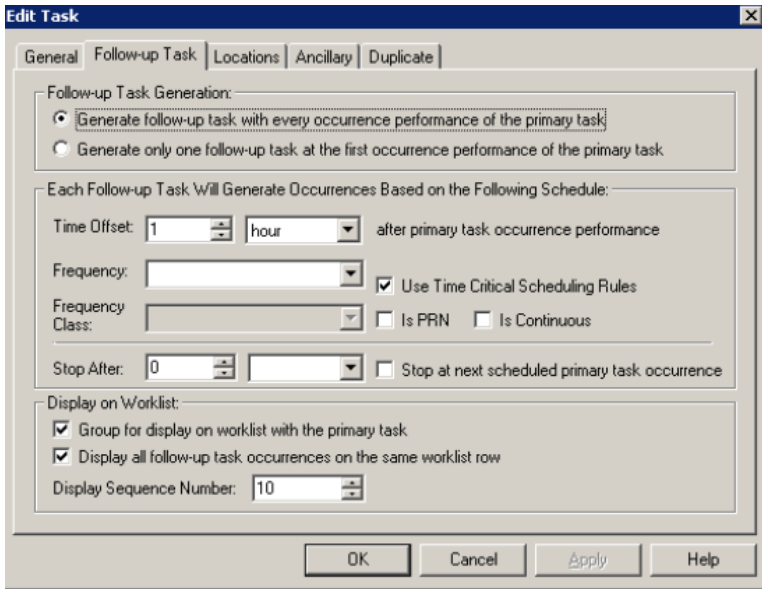 Edit Task
General Follow-up Task Locations Ancillary Duplicate
Follow-up Task Generation:
Generate follow-up task with every occurrence performance of the primary task
Generate only one follow-up task at the first occurrence performance of the primary task
Each Follow-up Task Will Generate Occurrences Based on the Following Schedule:
Time Offset: 1 hour after primary task occurrence performance
Frequency:
Use Time Critical Scheduling Rules
Frequency Class:
Is PRN Is Continuous
Stop After: 0 Stop at next scheduled primary task occurrence
Display on Worklist:
Group for display on worklist with the primary task
Display all follow-up task occurrences on the same worklist row
Display Sequence Number: 10
OK Cancel Apply Help